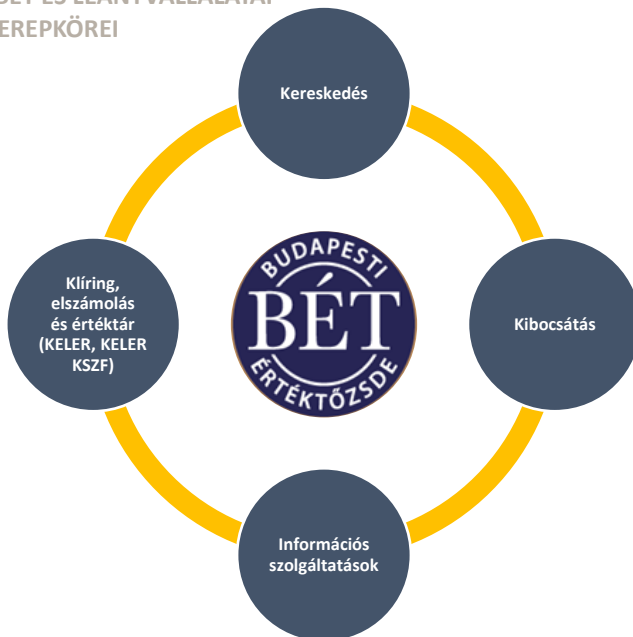 EREPKÖREI
Kereskedés
Klíring,
elszámolás
és értéktár
(KELER, KELER
KSZF)
BUDAPESTI
BÉT
ÉRTÉKTŐZSDE
Kibocsátás
Információs
szolgáltatások